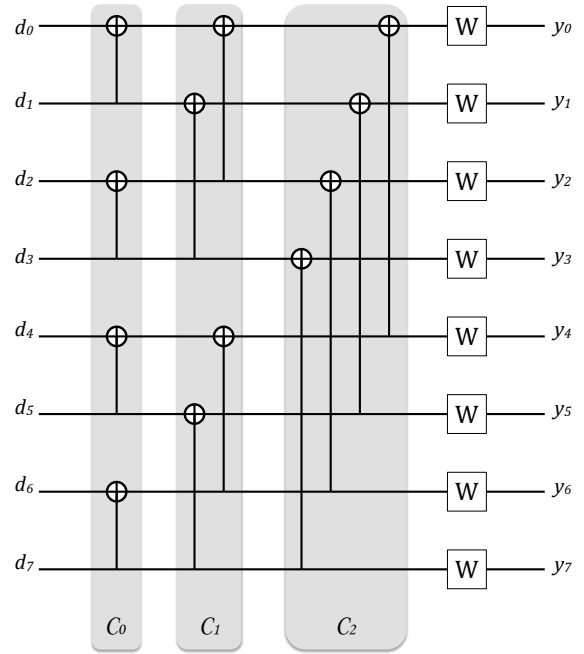 d₀ W y₀
d₁ W y₁
d₂ W y₂
d₃ W y₃
d₄ W y₄
d₅ W y₅
d₆ W y₆
d₇ W y₇
C₀ C₁ C₂